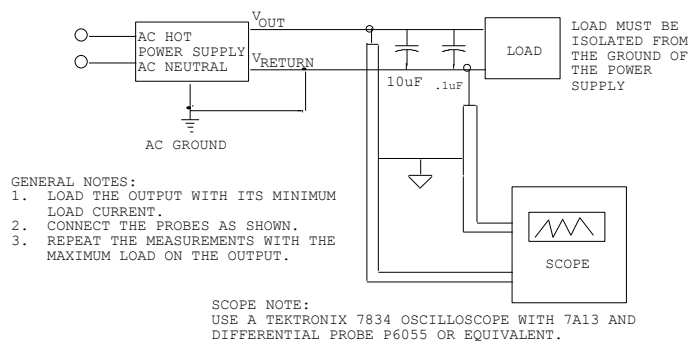 VOUT
AC HOT
POWER SUPPLY
AC NEUTRAL
VRETURN
10uF
.1uF
LOAD
LOAD MUST BE
ISOLATED FROM
THE GROUND OF
THE POWER
SUPPLY
AC GROUND
GENERAL NOTES:
1. LOAD THE OUTPUT WITH ITS MINIMUM
LOAD CURRENT.
2. CONNECT THE PROBES AS SHOWN.
3. REPEAT THE MEASUREMENTS WITH THE
MAXIMUM LOAD ON THE OUTPUT.
SCOPE
SCOPE NOTE:
USE A TEKTRONIX 7834 OSCILLOSCOPE WITH 7A13 AND
DIFFERENTIAL PROBE P6055 OR EQUIVALENT.